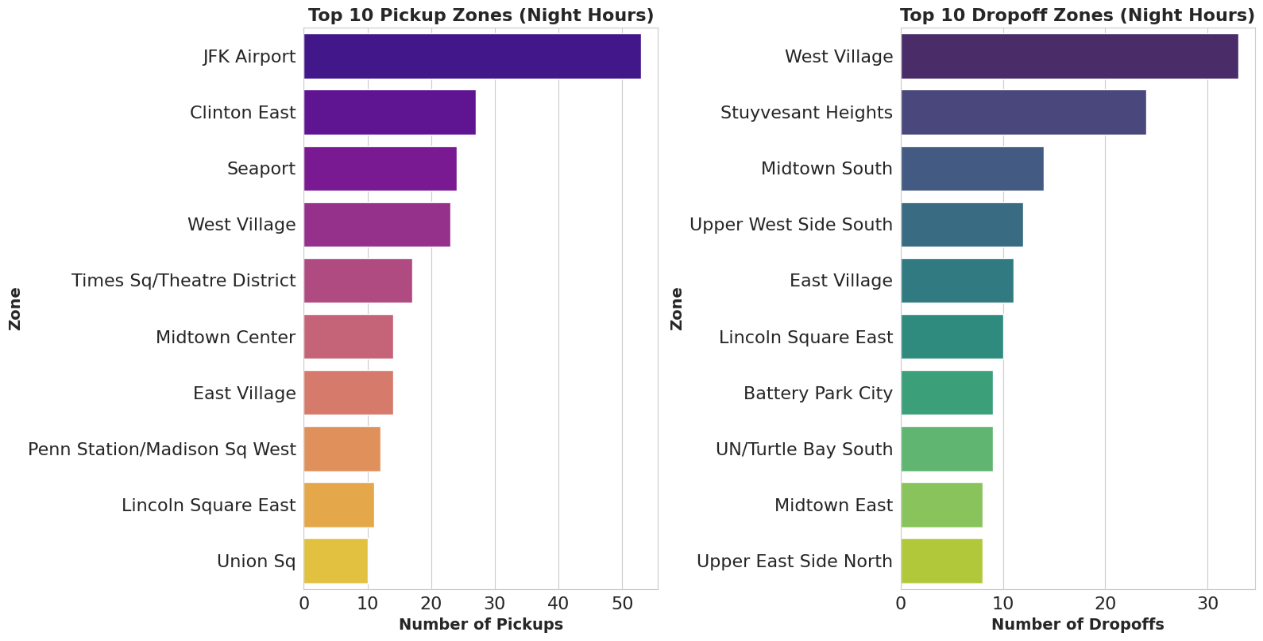 Top 10 Pickup Zones (Night Hours)
Zone
JFK Airport
Clinton East
Seaport
West Village
Times Sq/Theatre District
Midtown Center
East Village
Penn Station/Madison Sq West
Lincoln Square East
Union Sq
0 10 20 30 40 50
Number of Pickups
Top 10 Dropoff Zones (Night Hours)
Zone
West Village
Stuyvesant Heights
Midtown South
Upper West Side South
East Village
Lincoln Square East
Battery Park City
UN/Turtle Bay South
Midtown East
Upper East Side North
0 10 20 30
Number of Dropoffs